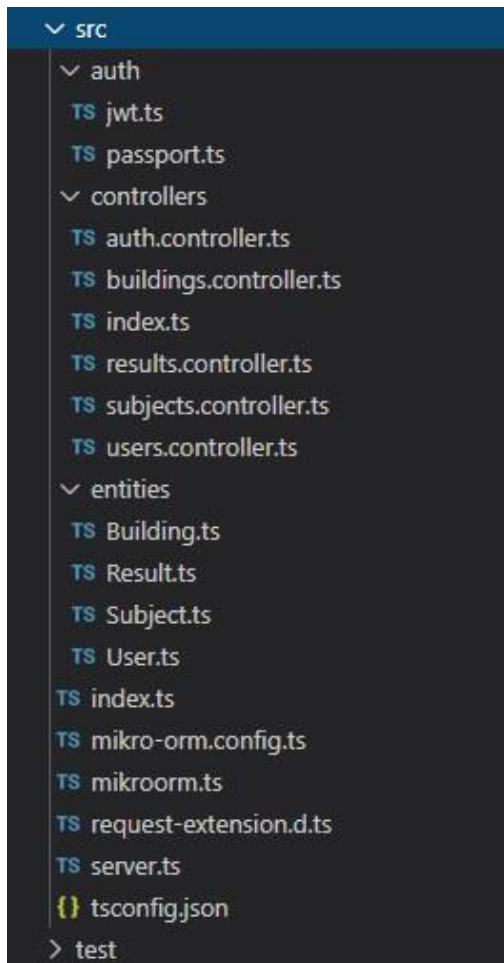 src
auth
TS jwt.ts
TS passport.ts
controllers
TS auth.controller.ts
TS buildings.controller.ts
TS index.ts
TS results.controller.ts
TS subjects.controller.ts
TS users.controller.ts
entities
TS Building.ts
TS Result.ts
TS Subject.ts
TS User.ts
TS index.ts
TS mikro-orm.config.ts
TS mikroorm.ts
TS request-extension.d.ts
TS server.ts
{} tsconfig.json
test